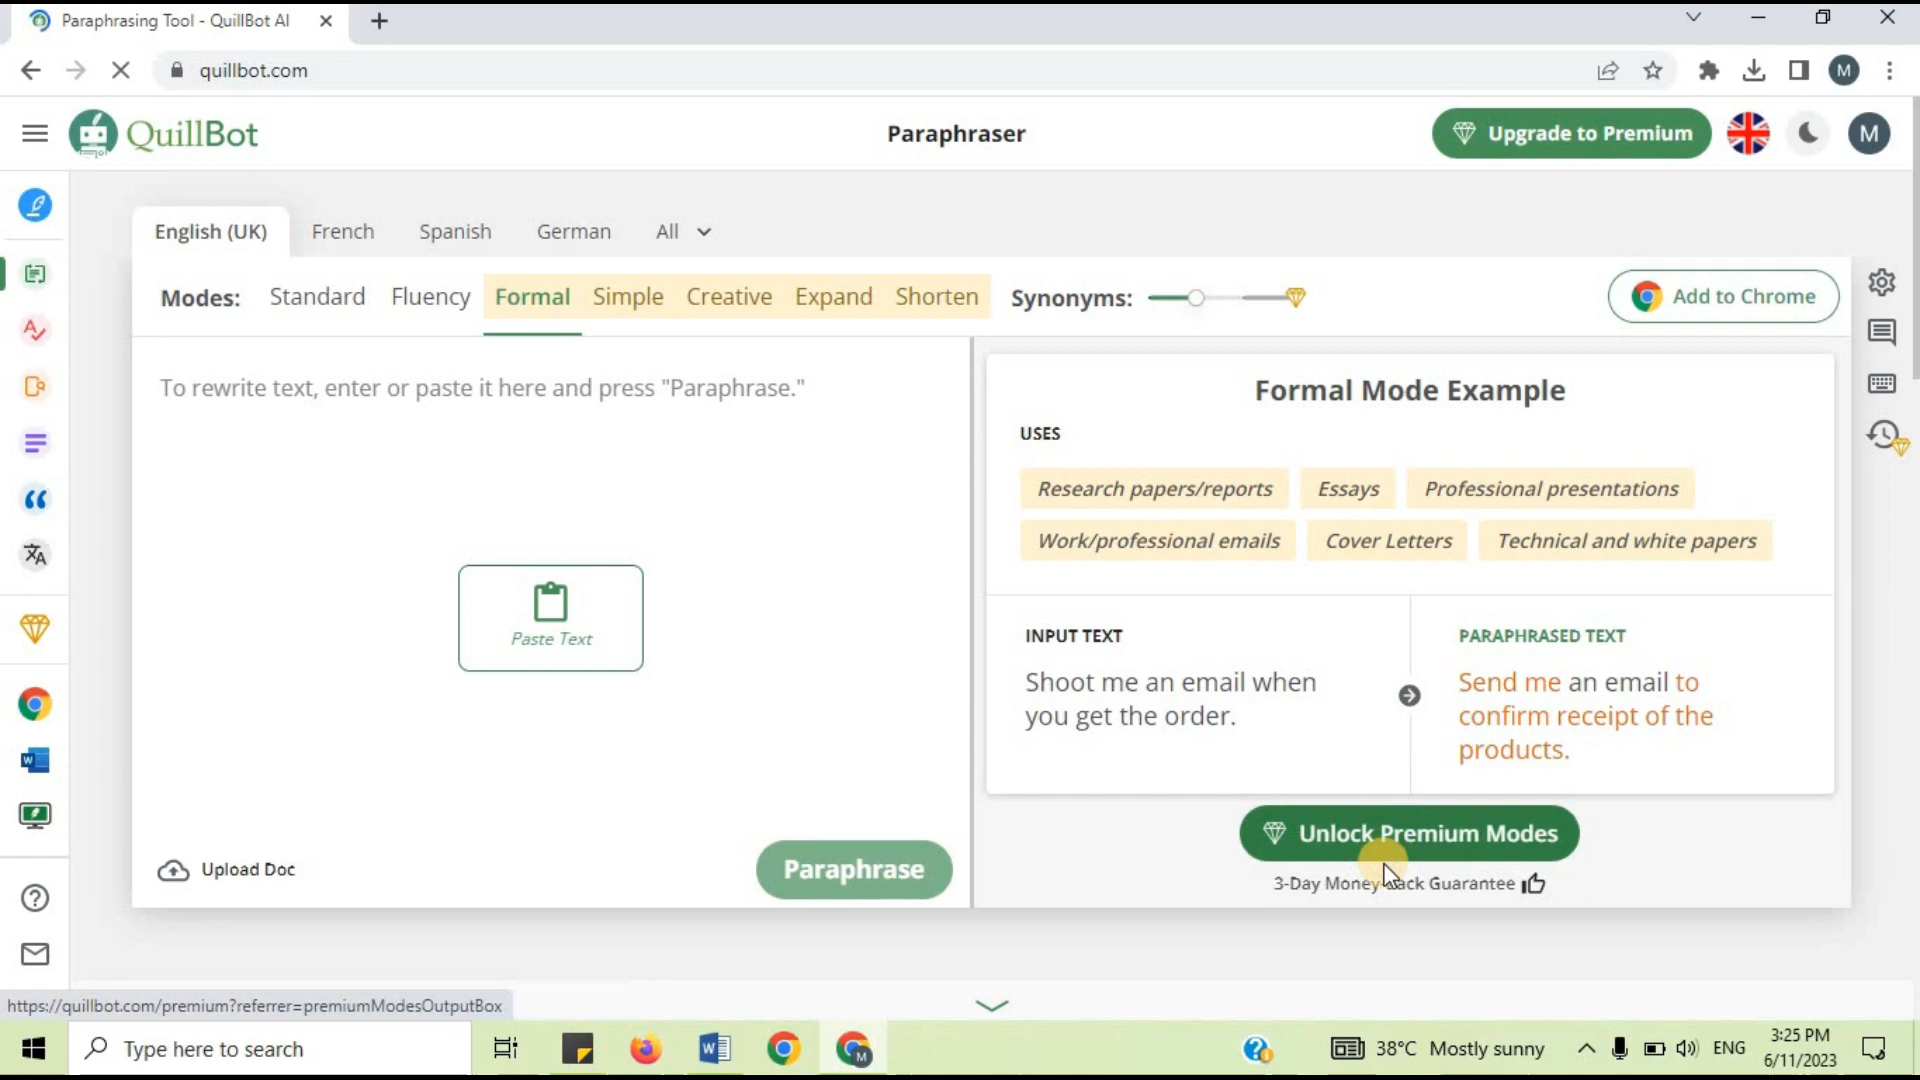 Paraphrasing Tool - QuillBot AI
quillbot.com
M
QuillBot
Paraphraser
Upgrade to Premium
M
English (UK) French Spanish German All
Modes: Standard Fluency Formal Simple Creative Expand Shorten Synonyms: Add to Chrome
To rewrite text, enter or paste it here and press "Paraphrase."
Paste Text
Upload Doc
Paraphrase
Formal Mode Example
USES
Research papers/reports Essays Professional presentations
Work/professional emails Cover Letters Technical and white papers
INPUT TEXT
Shoot me an email when
you get the order.
PARAPHRASED TEXT
Send me an email to
confirm receipt of the
products.
Unlock Premium Modes
3-Day Money Back Guarantee
https://quillbot.com/premium?referrer=premiumModesOutputBox
Type here to search
38°C Mostly sunny
ENG
3:25 PM
6/11/2023